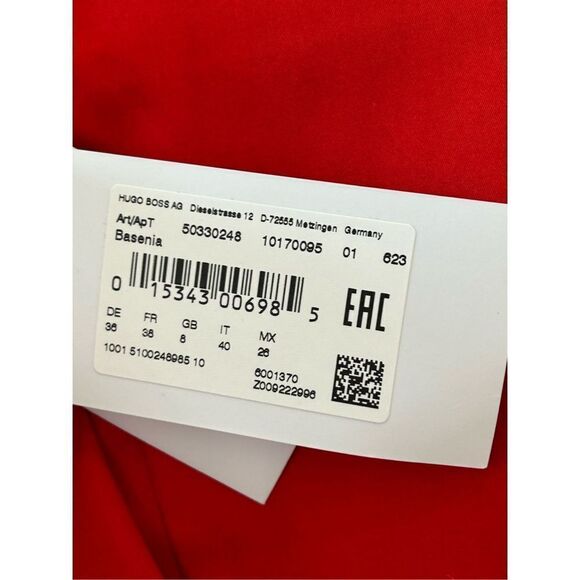 HUGO BOSS AG Dieselstrasse 12 D-72555 Metzingen Germany
Art/ApT 50330248 10170095 01 623
Basenia
0 15343 00698 5
EAC
DE FR GB IT MX
36 38 8 40 26
1001 5100248985 10 6001370
Z009222996